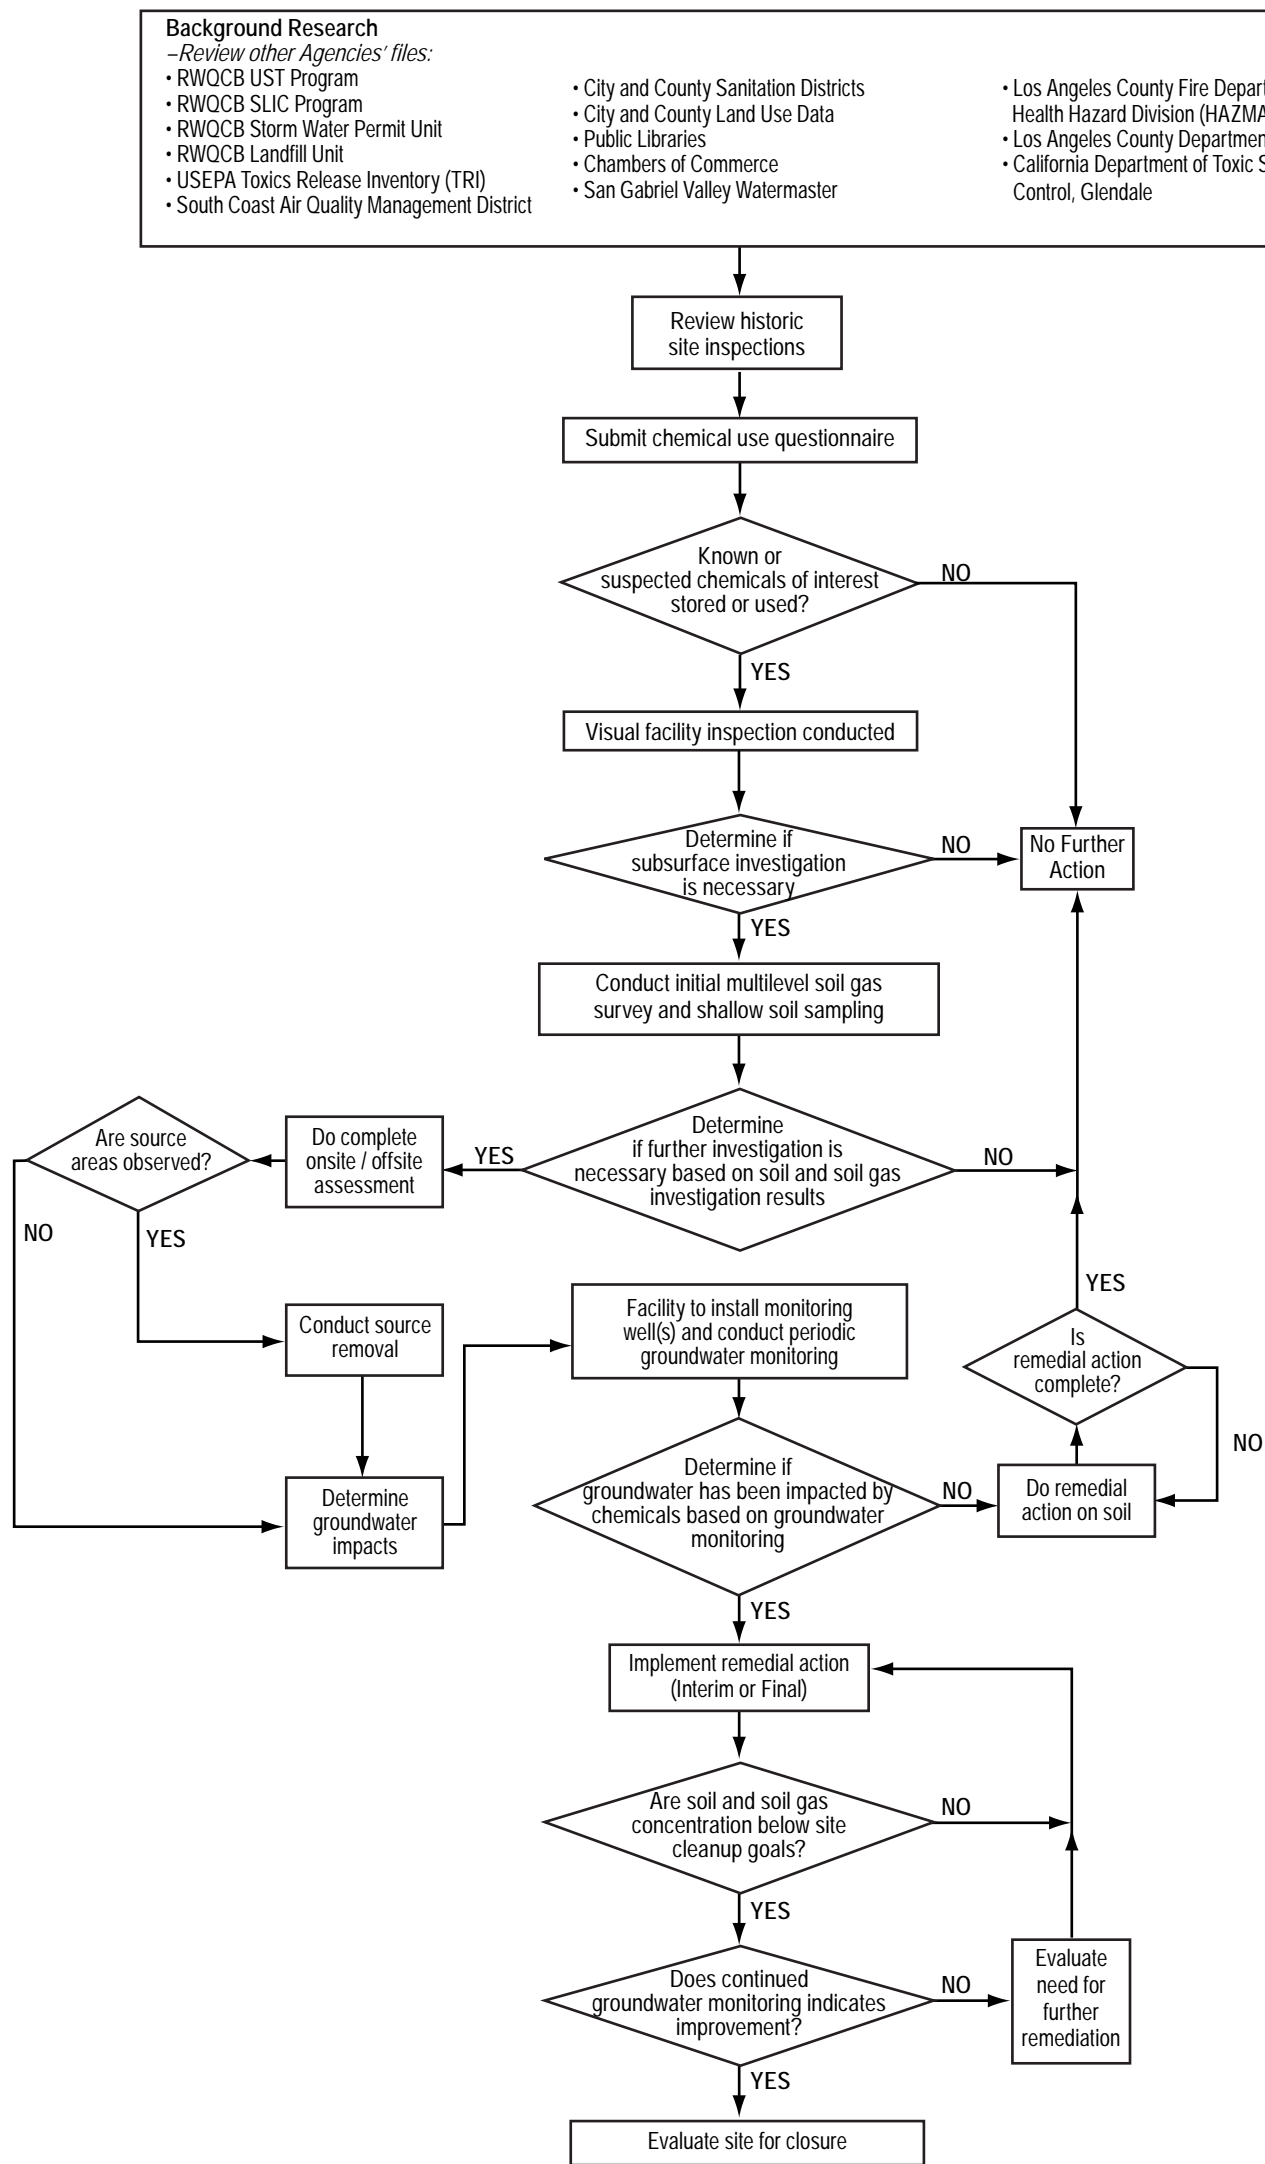 Background Research
–Review other Agencies' files:
• RWQCB UST Program
• RWQCB SLIC Program
• RWQCB Storm Water Permit Unit
• RWQCB Landfill Unit
• USEPA Toxics Release Inventory (TRI)
• South Coast Air Quality Management District
• City and County Sanitation Districts
• City and County Land Use Data
• Public Libraries
• Chambers of Commerce
• San Gabriel Valley Watermaster
• Los Angeles County Fire Depart
Health Hazard Division (HAZMA
• Los Angeles County Departmen
• California Department of Toxic S
Control, Glendale
Review historic
site inspections
Submit chemical use questionnaire
Known or
suspected chemicals of interest
stored or used?
NO
YES
Visual facility inspection conducted
Determine if
subsurface investigation
is necessary
NO
No Further
Action
YES
Conduct initial multilevel soil gas
survey and shallow soil sampling
Are source
areas observed?
Do complete
onsite / offsite
assessment
YES
Determine
if further investigation is
necessary based on soil and soil gas
investigation results
NO
NO
YES
Conduct source
removal
Facility to install monitoring
well(s) and conduct periodic
groundwater monitoring
YES
Is
remedial action
complete?
NO
Determine
groundwater
impacts
Determine if
groundwater has been impacted by
chemicals based on groundwater
monitoring
NO
Do remedial
action on soil
YES
Implement remedial action
(Interim or Final)
Are soil and soil gas
concentration below site
cleanup goals?
NO
YES
Does continued
groundwater monitoring indicates
improvement?
NO
Evaluate
need for
further
remediation
YES
Evaluate site for closure